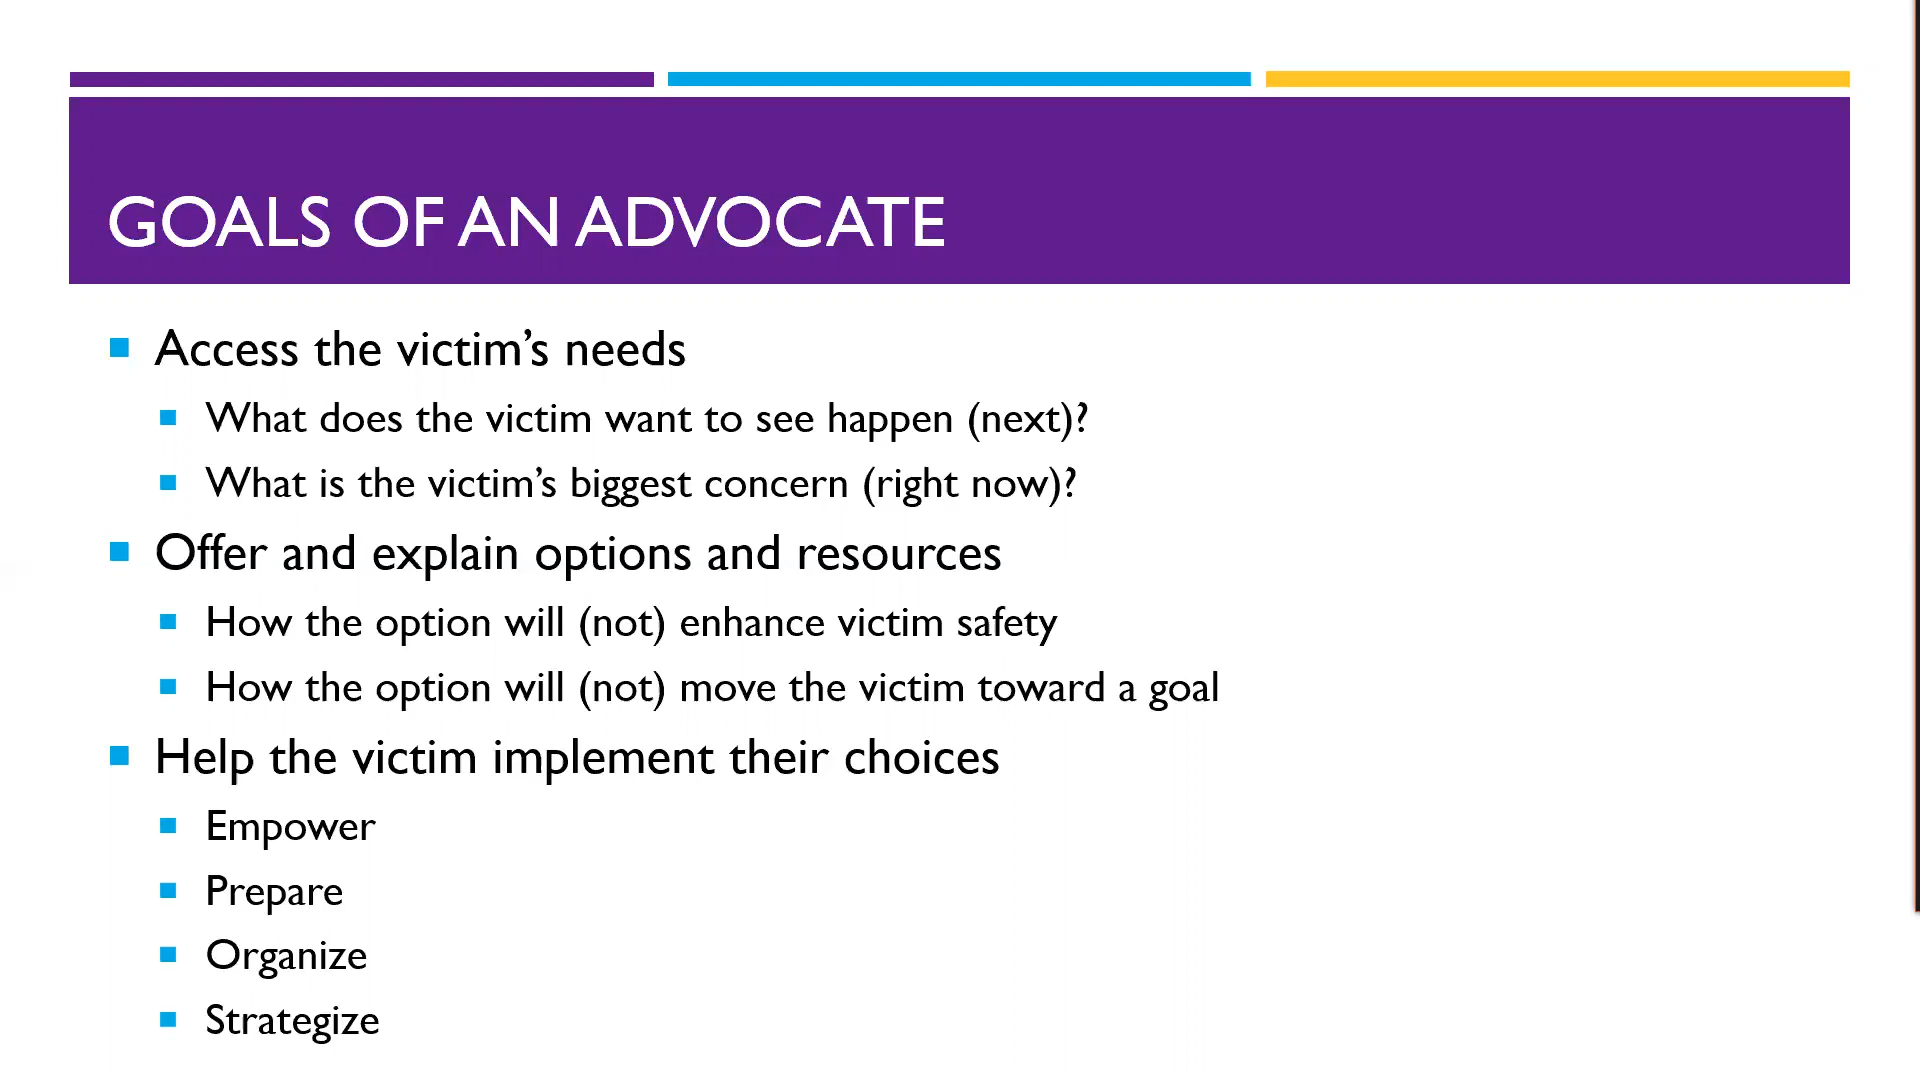 GOALS OF AN ADVOCATE
Access the victim’s needs
What does the victim want to see happen (next)?
What is the victim’s biggest concern (right now)?
Offer and explain options and resources
How the option will (not) enhance victim safety
How the option will (not) move the victim toward a goal
Help the victim implement their choices
Empower
Prepare
Organize
Strategize